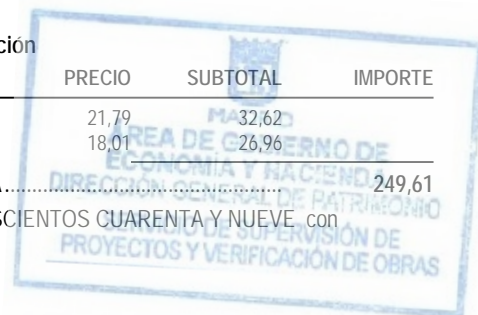 ción
PRECIO SUBTOTAL IMPORTE
21,79 32,62
18,01 26,96
MADRID
ÁREA DE GOBIERNO DE
ECONOMÍA Y HACIENDA
A........................................................ 249,61
DIRECCIÓN GENERAL DE PATRIMONIO
SCIENTOS CUARENTA Y NUEVE con
SERVICIO DE SUPERVISIÓN DE
PROYECTOS Y VERIFICACIÓN DE OBRAS